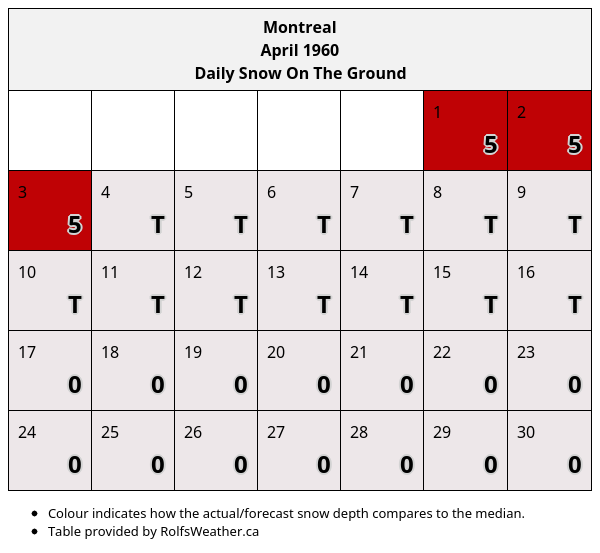 Montreal
April 1960
Daily Snow On The Ground
1 2
5 5
3 4 5 6 7 8 9
5 T T T T T T
10 11 12 13 14 15 16
T T T T T T T
17 18 19 20 21 22 23
0 0 0 0 0 0 0
24 25 26 27 28 29 30
0 0 0 0 0 0 0
• Colour indicates how the actual/forecast snow depth compares to the median.
• Table provided by RolfsWeather.ca